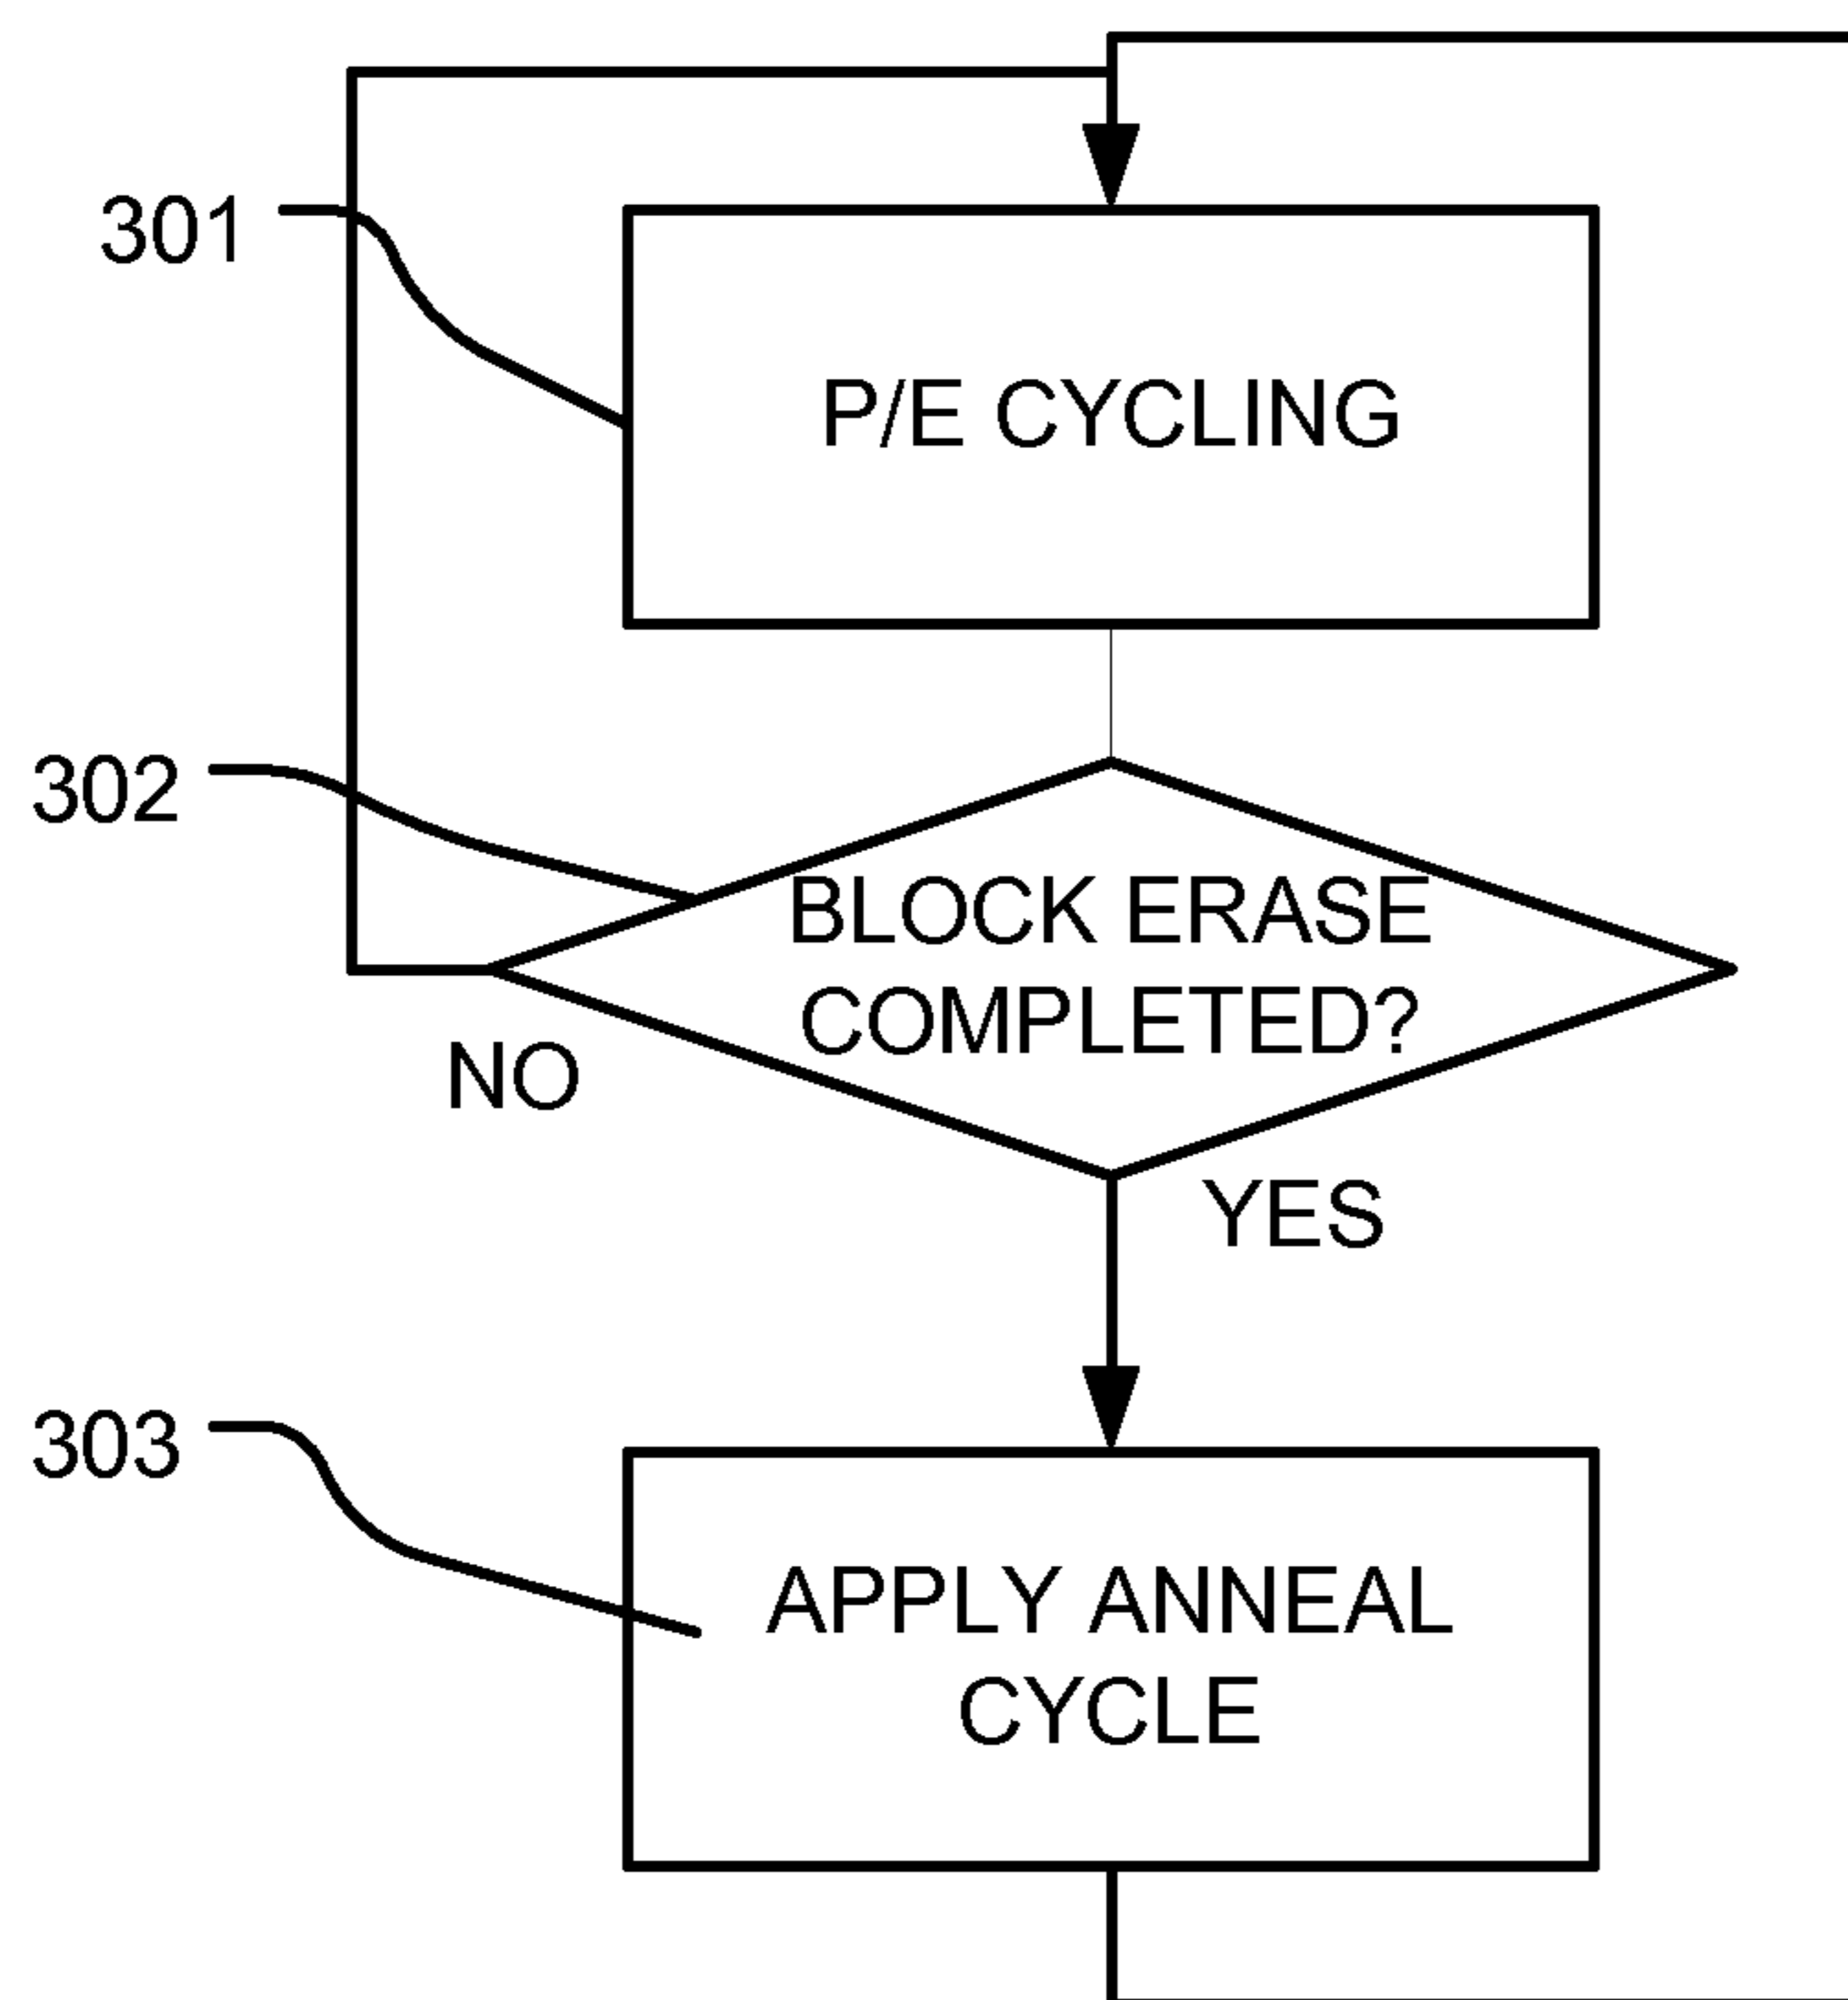 301
P/E CYCLING
302
BLOCK ERASE
COMPLETED?
NO
YES
303
APPLY ANNEAL
CYCLE